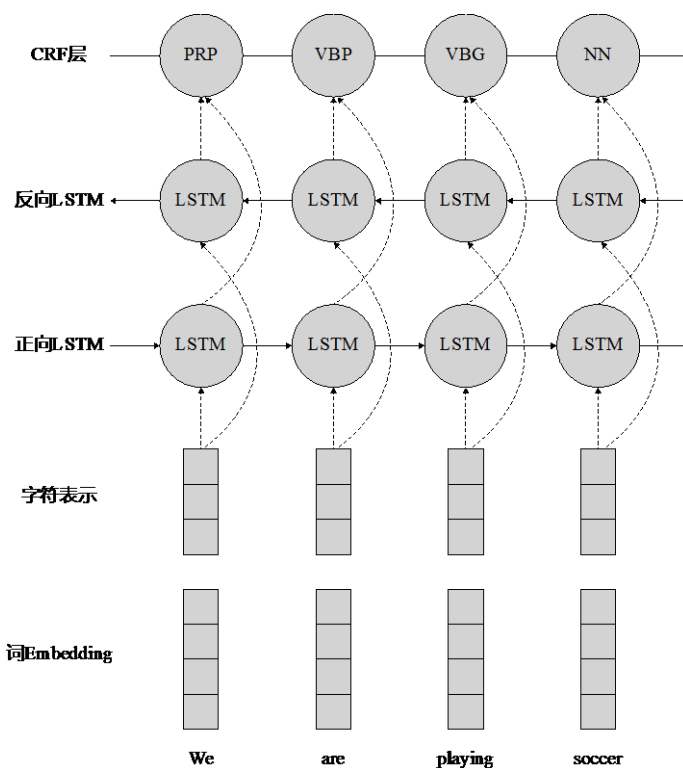 CRF层 PRP VBP VBG NN
反向LSTM LSTM LSTM LSTM LSTM
正向LSTM LSTM LSTM LSTM LSTM
字符表示
词Embedding
We are playing soccer